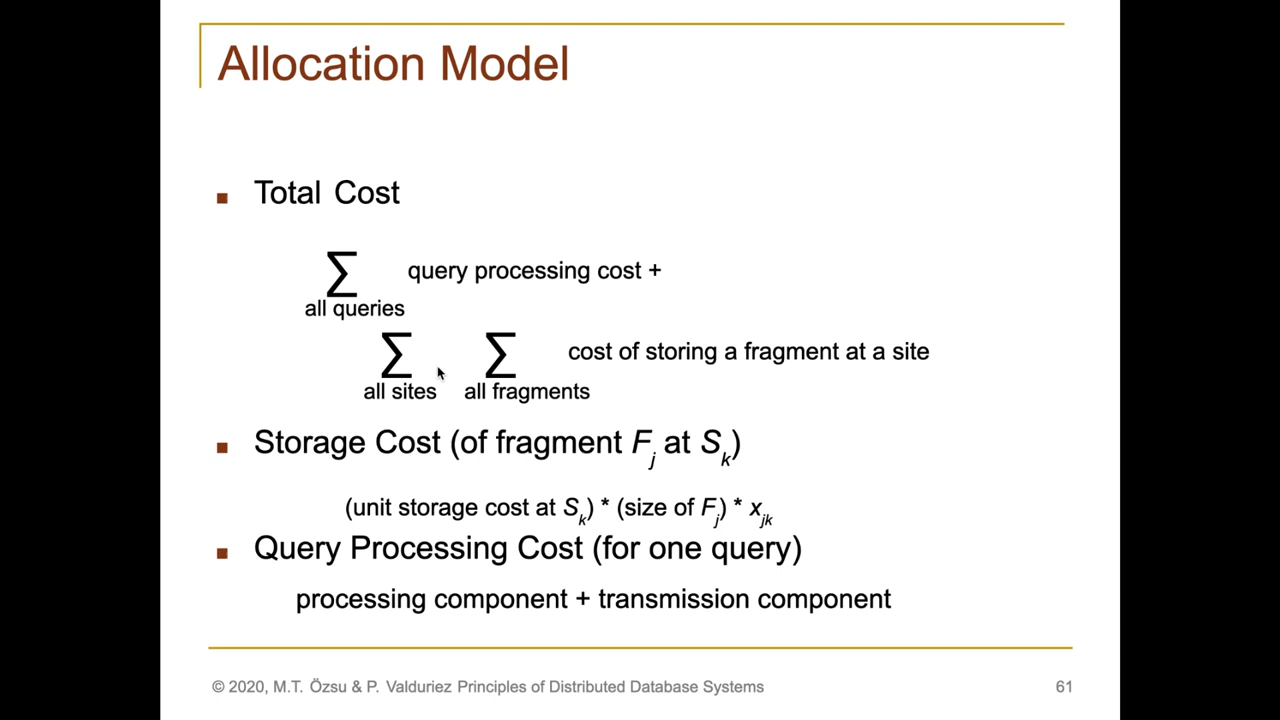 Allocation Model
■ Total Cost
∑ query processing cost +
all queries
∑ ∑ cost of storing a fragment at a site
all sites all fragments
■ Storage Cost (of fragment Fj at Sk)
(unit storage cost at Sk) * (size of Fj) * xjk
■ Query Processing Cost (for one query)
processing component + transmission component
© 2020, M.T. Özsu & P. Valduriez Principles of Distributed Database Systems 61